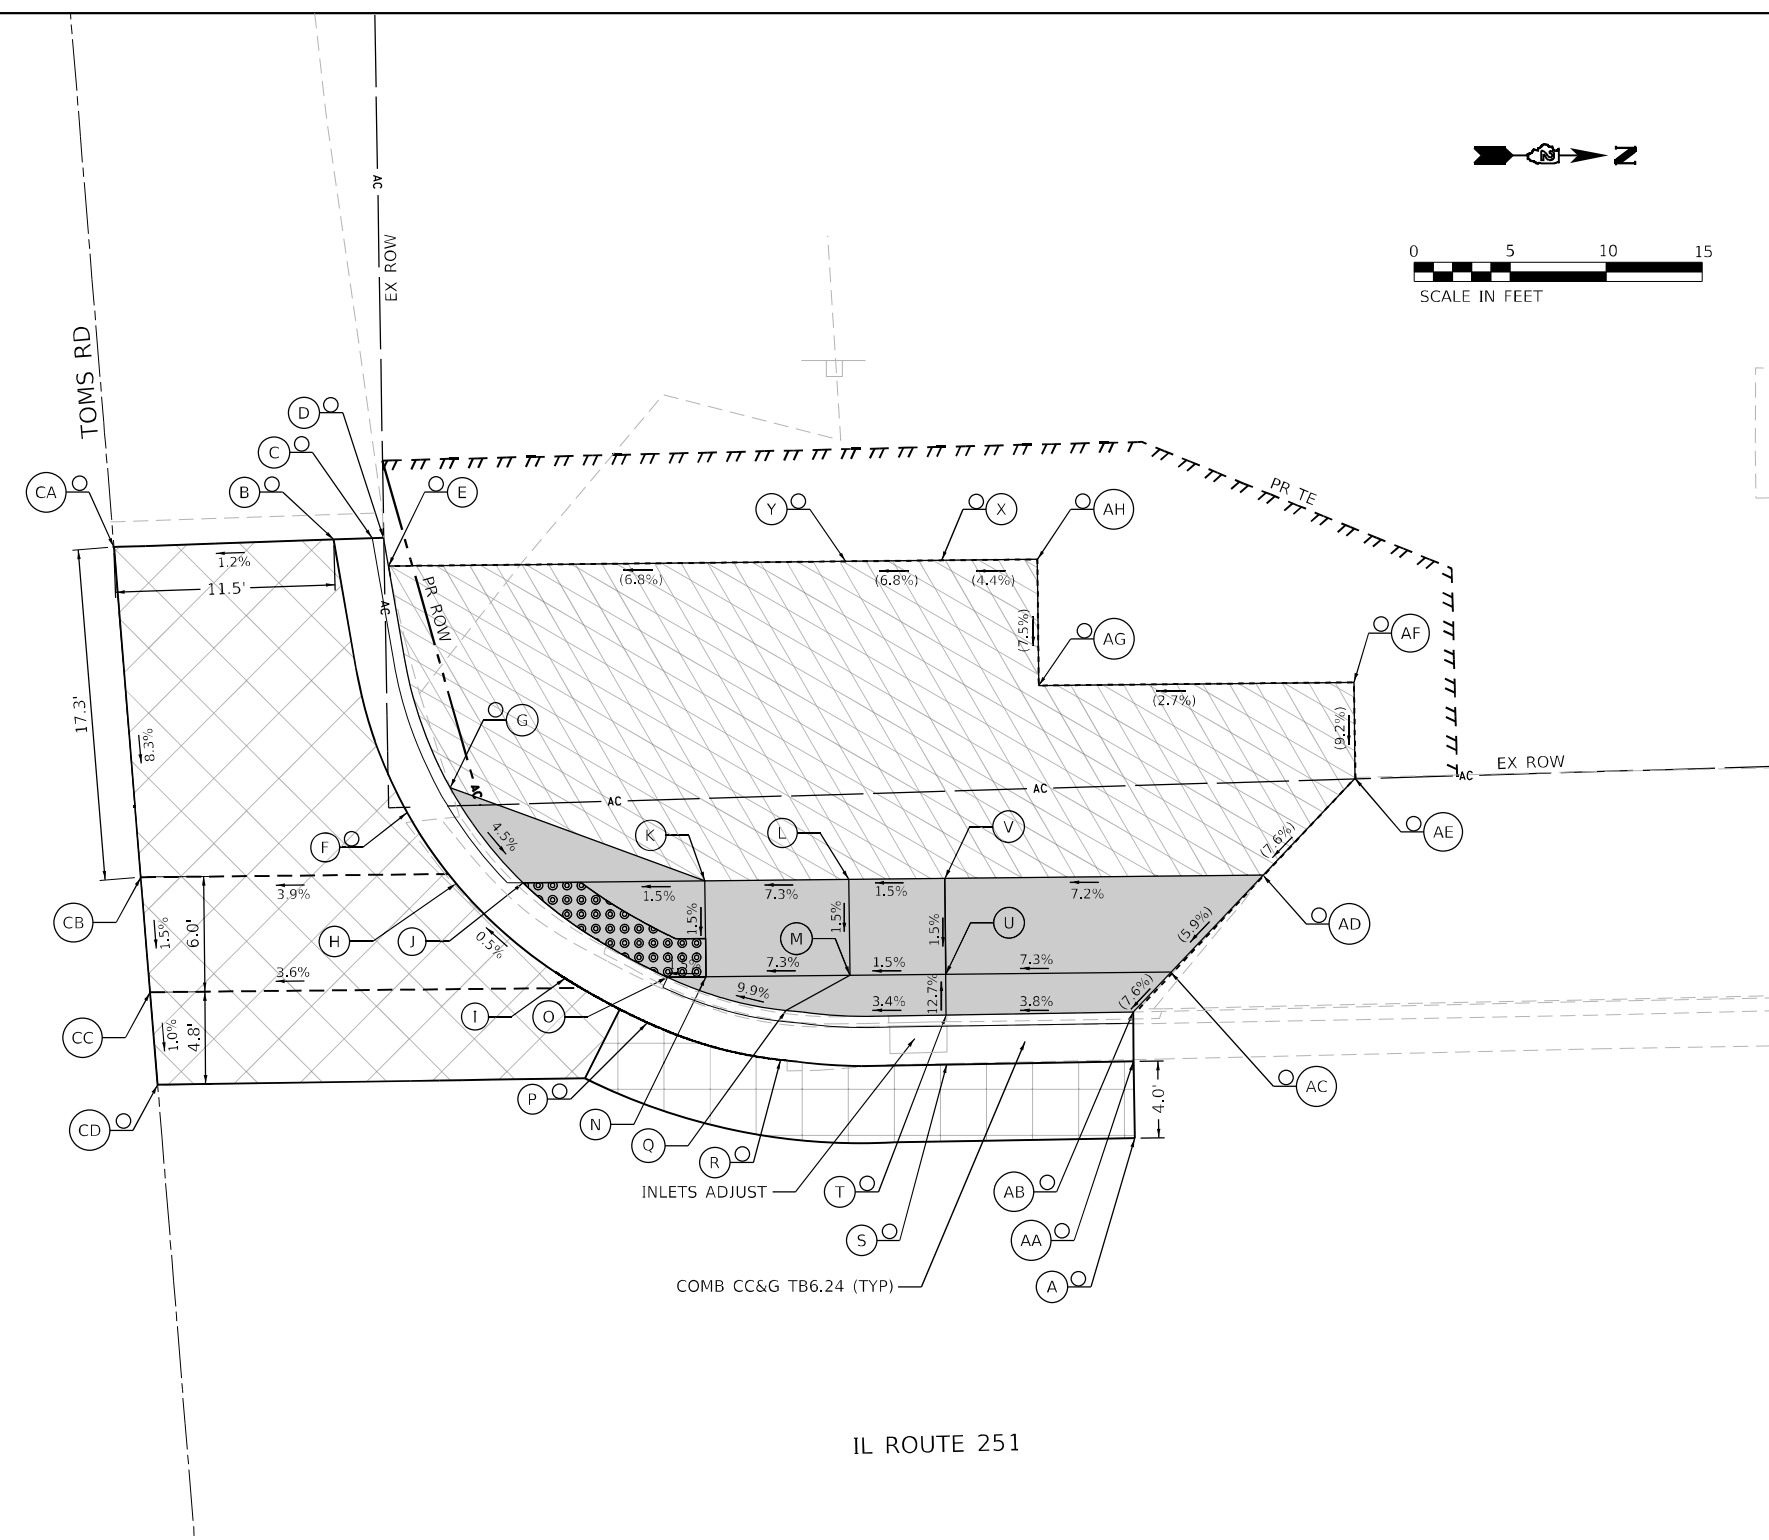 N
0 5 10 15
SCALE IN FEET
AC
EX ROW
TOMS RD
D
C
CA
B
E
Y
X
AH
PR TE
1.2%
11.5'
(6.8%)
(6.8%)
(4.4%)
AC
PR ROW
(7.5%)
AG
AF
(2.7%)
17.3'
8.3%
G
(9.2%)
EX ROW
AC
AC
AC
AC
4.5%
F
K
L
V
(7.6%)
AE
3.9%
1.5%
7.3%
1.5%
7.2%
CB
1.5%
6.0'
H
J
0.5%
1.5%
M
1.5%
1.5%
U
(5.9%)
AD
3.6%
7.3%
1.5%
7.3%
9.9%
3.4%
12.7%
3.8%
(7.6%)
CC
1.0%
4.8'
I
O
P
N
AC
4.0'
CD
Q
R
INLETS ADJUST
T
AB
S
AA
COMB CC&G TB6.24 (TYP)
A
IL ROUTE 251